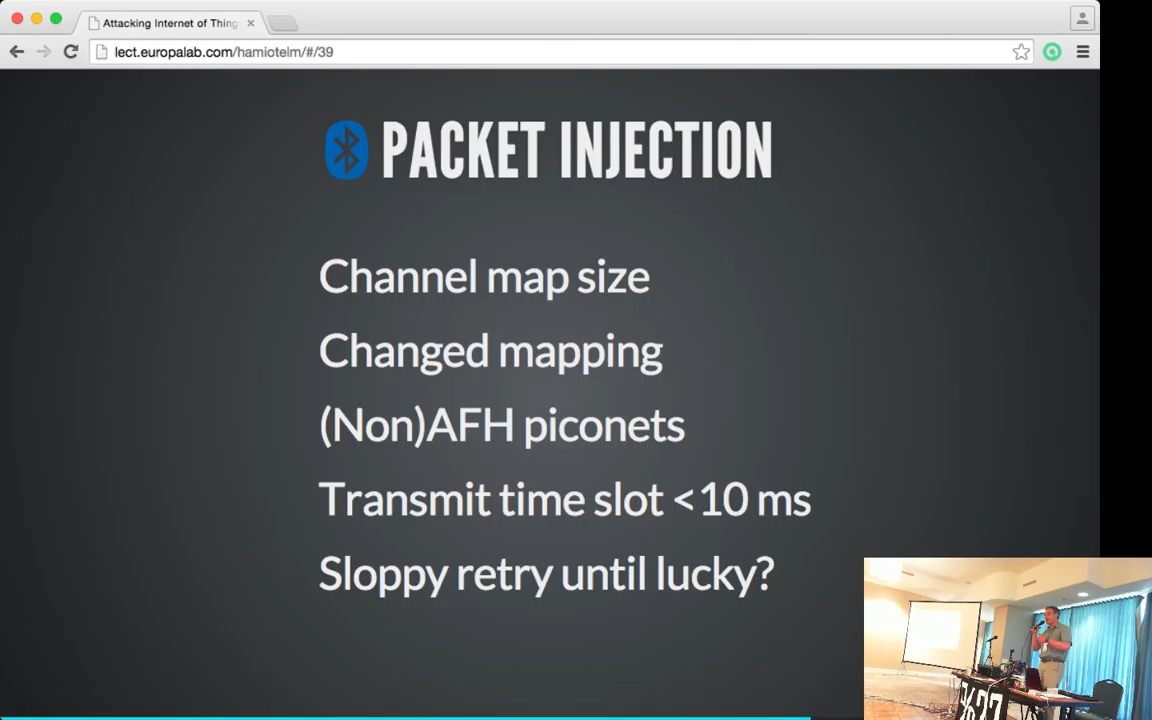 Attacking Internet of Thing
lect.europalab.com/hamiotelm/#/39
PACKET INJECTION
Channel map size
Changed mapping
(Non)AFH piconets
Transmit time slot <10 ms
Sloppy retry until lucky?